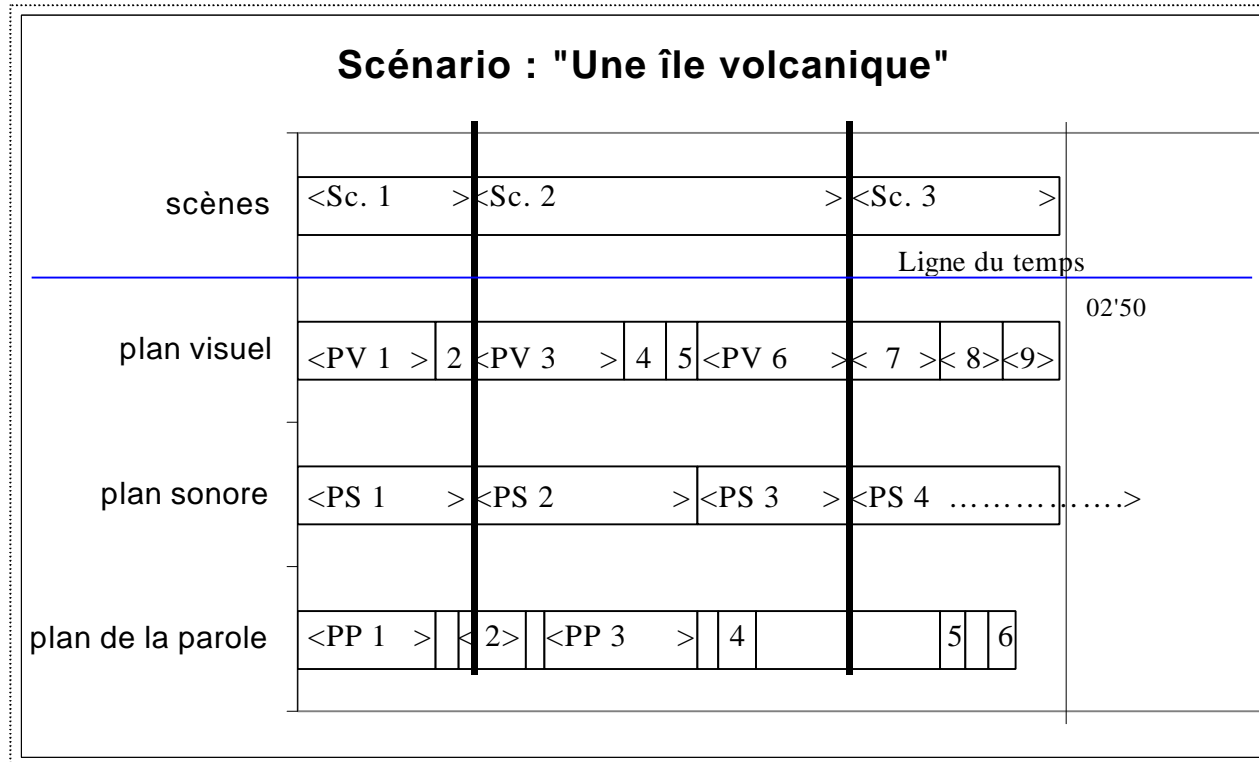 Scénario : "Une île volcanique"
scènes <Sc. 1 > <Sc. 2 > <Sc. 3 >
Ligne du temps
02'50
plan visuel <PV 1 > 2 <PV 3 > 4 5 <PV 6 > < 7 > < 8> <9>
plan sonore <PS 1 > <PS 2 > <PS 3 > <PS 4 …………….>
plan de la parole <PP 1 > < 2> <PP 3 > 4 5 6